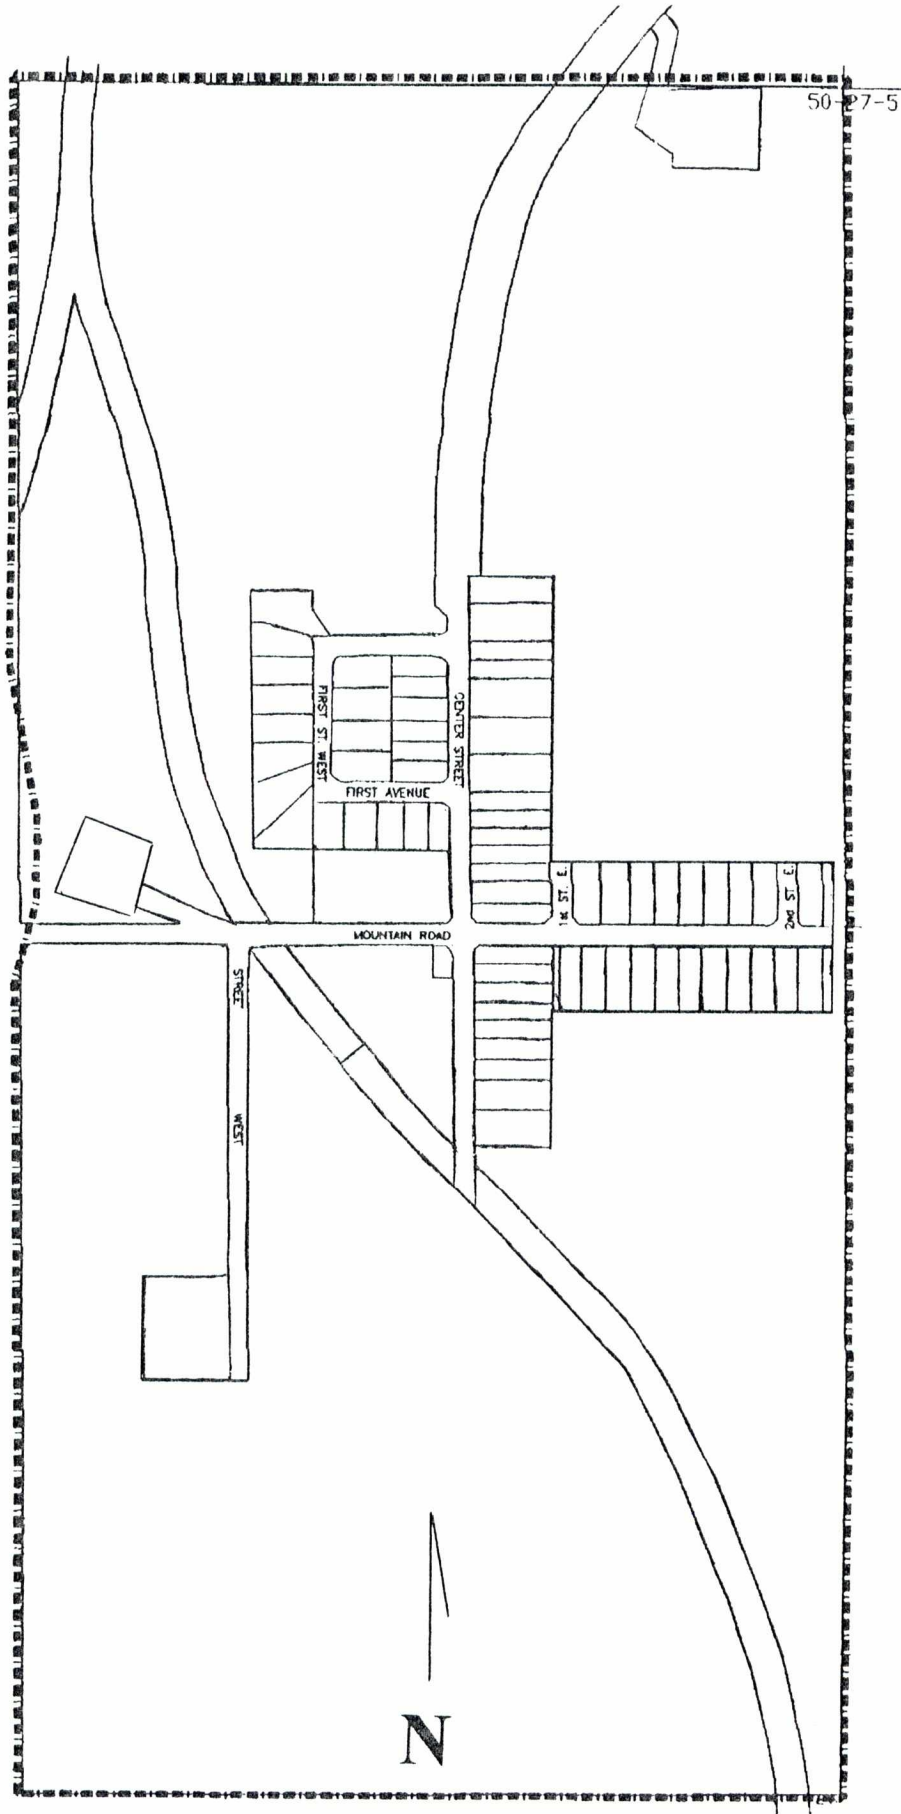 50-27-5
FIRST ST. WEST
CENTER STREET
FIRST AVENUE
1st ST. E.
2nd ST. E.
MOUNTAIN ROAD
STREET
WEST
N